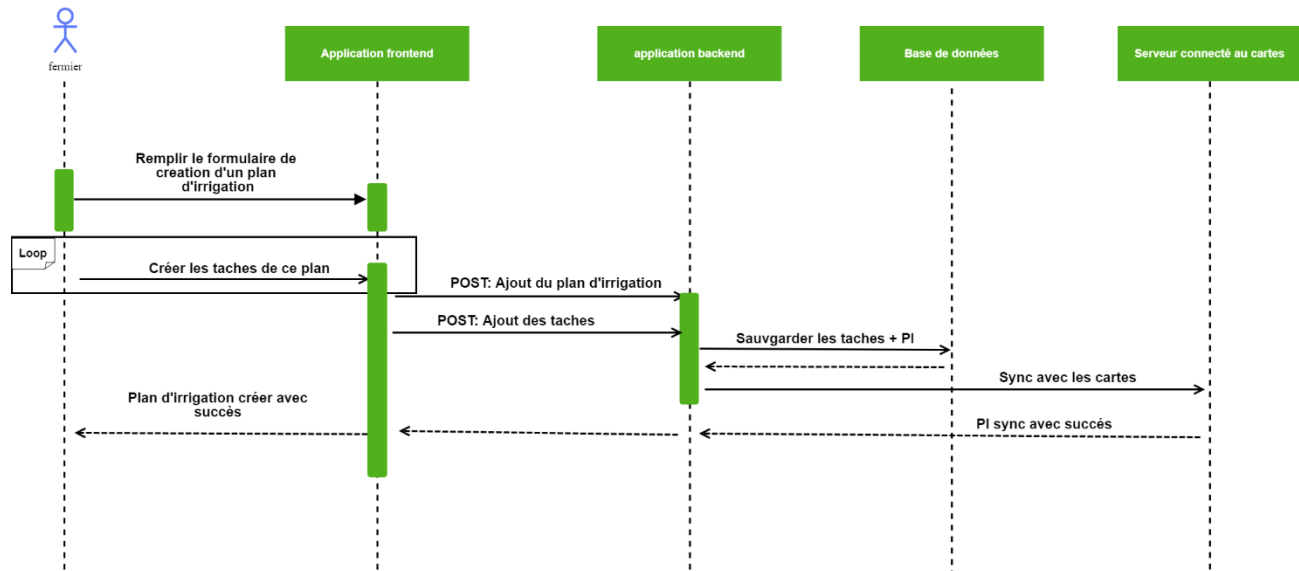 fermier
Application frontend
application backend
Base de données
Serveur connecté au cartes
Remplir le formulaire de
creation d'un plan
d'irrigation
Loop
Créer les taches de ce plan
POST: Ajout du plan d'irrigation
POST: Ajout des taches
Sauvgarder les taches + PI
Sync avec les cartes
Plan d'irrigation créer avec
succés
PI sync avec succés